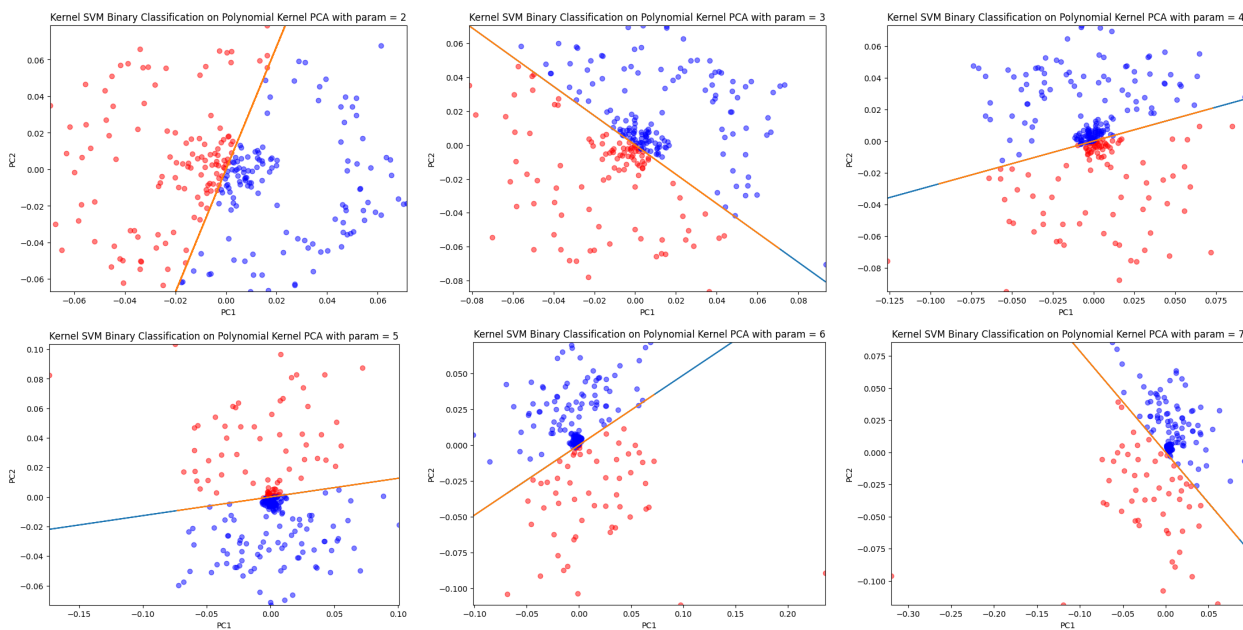 Kernel SVM Binary Classification on Polynomial Kernel PCA with param = 2
0.06
0.04
0.02
0.00
-0.02
-0.04
-0.06
PC2
-0.06 -0.04 -0.02 0.00 0.02 0.04 0.06
PC1
Kernel SVM Binary Classification on Polynomial Kernel PCA with param = 3
0.06
0.04
0.02
0.00
-0.02
-0.04
-0.06
-0.08
PC2
-0.08 -0.06 -0.04 -0.02 0.00 0.02 0.04 0.06 0.08
PC1
Kernel SVM Binary Classification on Polynomial Kernel PCA with param = 4
0.06
0.04
0.02
0.00
-0.02
-0.04
-0.06
-0.08
PC2
-0.125 -0.100 -0.075 -0.050 -0.025 0.000 0.025 0.050 0.075
PC1
Kernel SVM Binary Classification on Polynomial Kernel PCA with param = 5
0.10
0.08
0.06
0.04
0.02
0.00
-0.02
-0.04
-0.06
PC2
-0.15 -0.10 -0.05 0.00 0.05 0.10
PC1
Kernel SVM Binary Classification on Polynomial Kernel PCA with param = 6
0.050
0.025
0.000
-0.025
-0.050
-0.075
-0.100
PC2
-0.10 -0.05 0.00 0.05 0.10 0.15 0.20
PC1
Kernel SVM Binary Classification on Polynomial Kernel PCA with param = 7
0.075
0.050
0.025
0.000
-0.025
-0.050
-0.075
-0.100
PC2
-0.30 -0.25 -0.20 -0.15 -0.10 -0.05 0.00 0.05
PC1